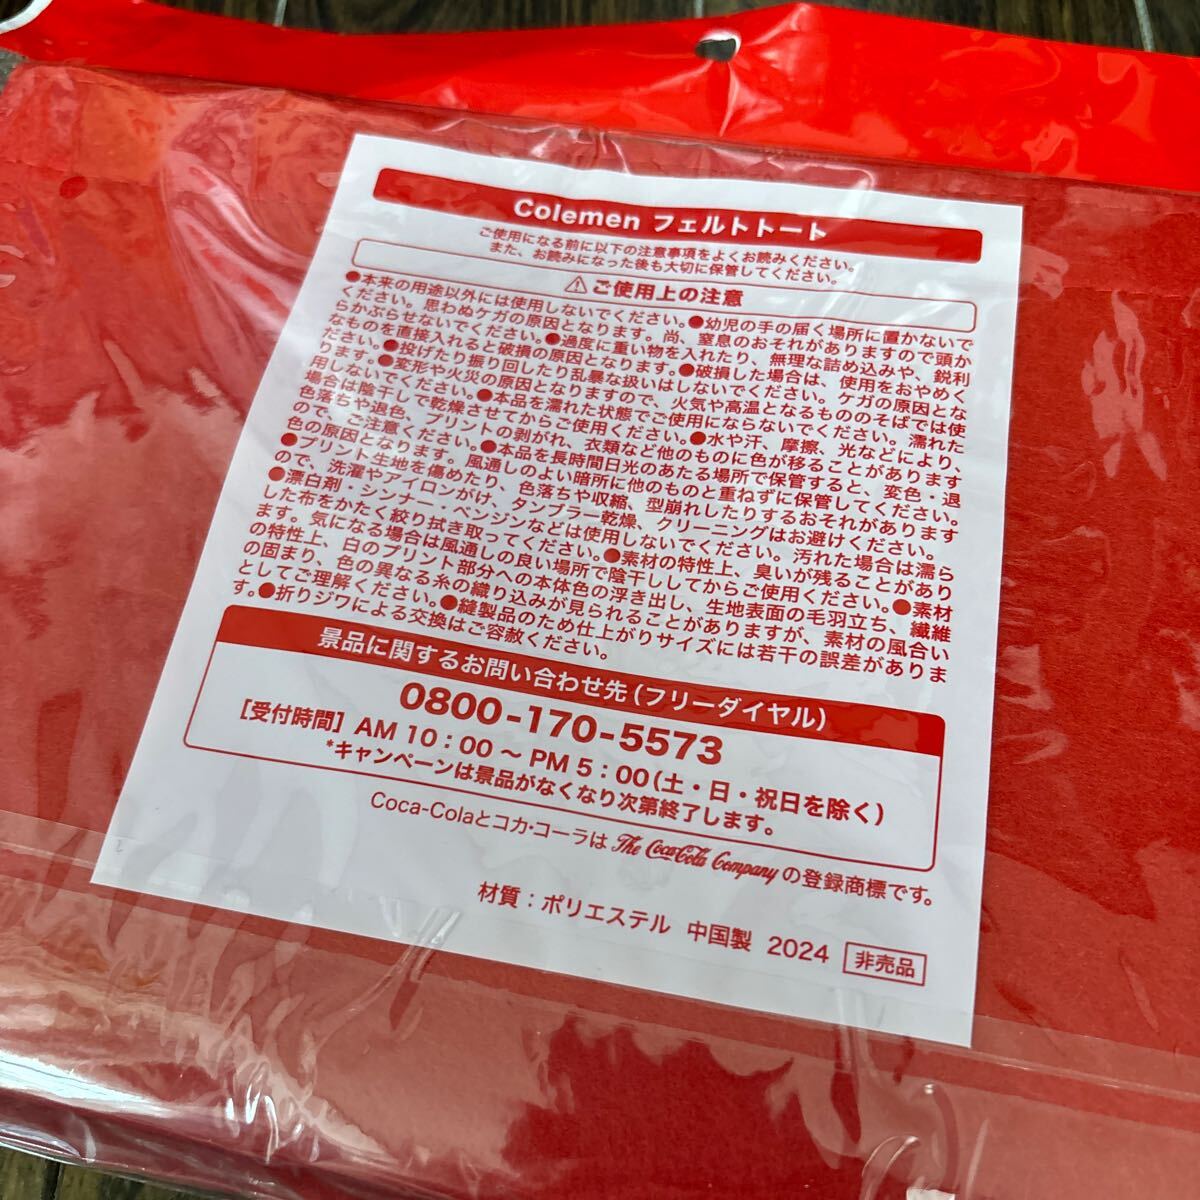 Colemen フェルトトート
ご使用になる前に以下の注意事項をよくお読みください。
また、お読みになった後も大切に保管してください。
⚠ご使用上の注意
●本来の用途以外には使用しないでください。●幼児の手の届く場所に置かないで
ください。思わぬケガの原因となります。尚、窒息のおそれがありますので頭か
らかぶらせないでください。●過度に重い物を入れたり、無理な詰め込みや、鋭利
なものを直接入れると破損の原因となります。●破損した場合は、使用をおやめく
ださい。●投げたり振り回したり乱暴な扱いはしないでください。ケガの原因とな
ります。●変形や火災の原因となりますので、火気や高温となるもののそばでは使
用しないでください。●本品を濡れた状態でご使用にならないでください。濡れた
場合は陰干しで乾燥させてからご使用ください。●水や汗、摩擦、光などにより、
色落ちや退色、プリントの剥がれ、衣類など他のものに色が移ることがあります
ので、ご注意ください。●本品を長時間日光のあたる場所で保管すると、変色・退
色の原因となります。風通しのよい暗所に他のものと重ねずに保管してください。
●プリント生地を傷めたり、色落ちや収縮、型崩れしたりするおそれがあります
ので、洗濯やアイロンがけ、タンブラー乾燥、クリーニングはお避けください。
●漂白剤・シンナー・ベンジンなどは使用しないでください。汚れた場合は濡ら
した布をかたく絞り拭き取ってください。●素材の特性上、臭いが残ることがあり
ます。気になる場合は風通しの良い場所で陰干ししてからご使用ください。●素材
の特性上、白のプリント部分への本体色の浮き出し、生地表面の毛羽立ち、繊維
の固まり、色の異なる糸の織り込みが見られることがありますが、素材の風合い
としてご理解ください。●縫製品のため仕上がりサイズには若干の誤差がありま
す。●折りジワによる交換はご容赦ください。
景品に関するお問い合わせ先(フリーダイヤル)
0800-170-5573
[受付時間] AM 10:00 〜 PM 5:00(土・日・祝日を除く)
*キャンペーンは景品がなくなり次第終了します。
Coca-Colaとコカ・コーラは The Coca-Cola Company の登録商標です。
材質:ポリエステル 中国製 2024 非売品